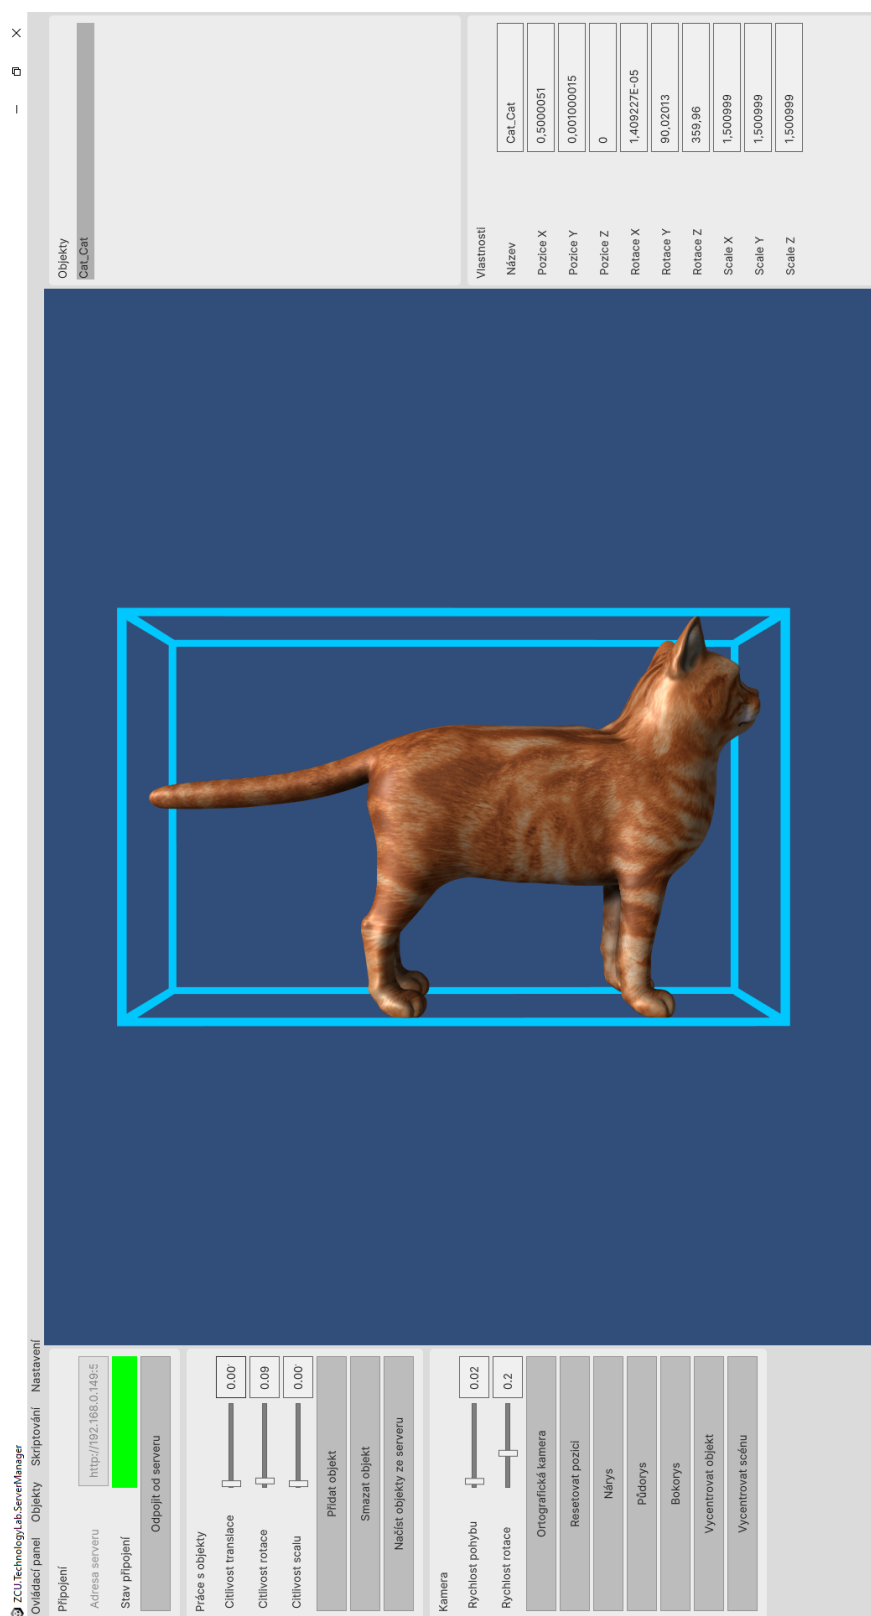 ZCU.TechnologyLab.ServerManager
Ovládací panel Objekty Skriptování Nastavení
Připojení
Adresa serveru http://192.168.0.149:5
Stav připojení
Odpojit od serveru
Práce s objekty
Citlivost translace 0.00
Citlivost rotace 0.09
Citlivost scalu 0.00
Přidat objekt
Smazat objekt
Načíst objekty ze serveru
Kamera
Rychlost pohybu 0.02
Rychlost rotace 0.2
Ortografická kamera
Resetovat pozici
Nárys
Půdorys
Bokorys
Vycentrovat objekt
Vycentrovat scénu
Objekty
Cat_Cat
Vlastnosti
Název Cat_Cat
Pozice X 0,5000051
Pozice Y 0,001000015
Pozice Z 0
Rotace X 1,409227E-05
Rotace Y 90,02013
Rotace Z 359,96
Scale X 1,500999
Scale Y 1,500999
Scale Z 1,500999